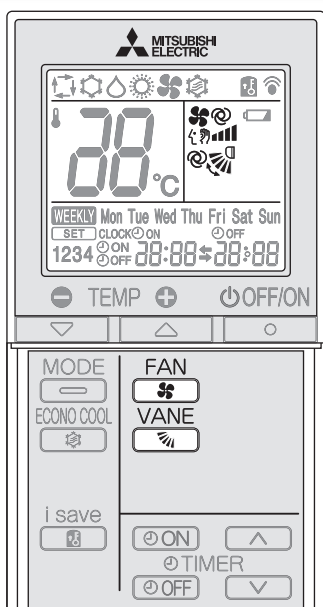 MITSUBISHI
ELECTRIC
88°C
WEEKLY Mon Tue Wed Thu Fri Sat Sun
SET CLOCK ON OFF
1234 ON OFF 88:88 88:88
TEMP OFF/ON
MODE FAN
ECONO COOL VANE
i save
ON
TIMER
OFF